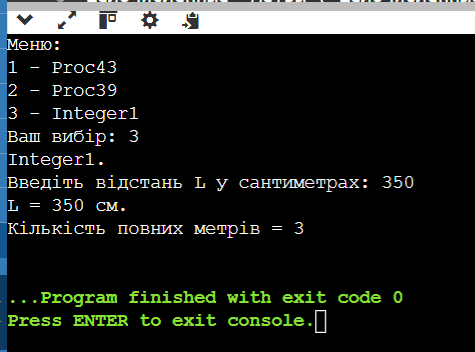 Меню:
1 - Proc43
2 - Proc39
3 - Integer1
Ваш вибір: 3
Integer1.
Введіть відстань L у сантиметрах: 350
L = 350 см.
Кількість повних метрів = 3
...Program finished with exit code 0
Press ENTER to exit console.